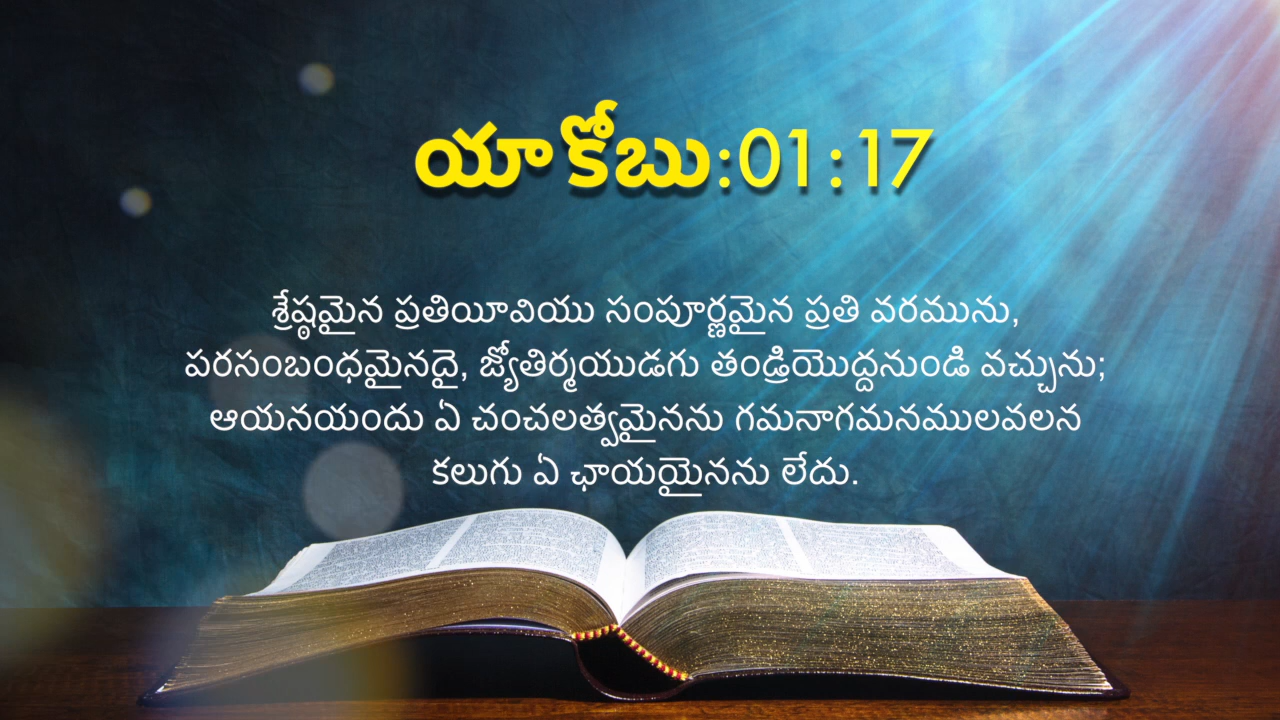 యాకోబు:01:17
శ్రేష్ఠమైన ప్రతియీవియు సంపూర్ణమైన ప్రతి వరమును,
పరసంబంధమైనదై, జ్యోతిర్మయుడగు తండ్రియొద్దనుండి వచ్చును;
ఆయనయందు ఏ చంచలత్వమైనను గమనాగమనములవలన
కలుగు ఏ ఛాయయైనను లేదు.